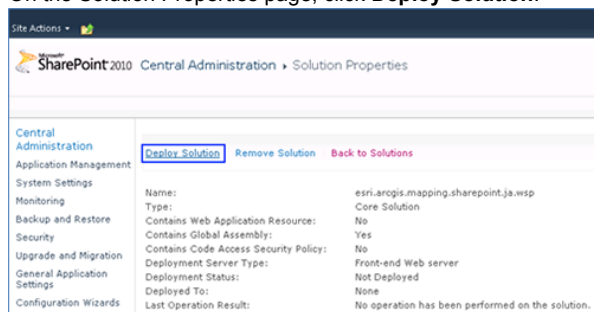 On the Solution Properties page, click Deploy Solution.
Site Actions
Microsoft
SharePoint 2010 Central Administration ▸ Solution Properties
Central
Administration
Application Management
System Settings
Monitoring
Backup and Restore
Security
Upgrade and Migration
General Application
Settings
Configuration Wizards
Deploy Solution Remove Solution Back to Solutions
Name: esri.arcgis.mapping.sharepoint.ja.wsp
Type: Core Solution
Contains Web Application Resource: No
Contains Global Assembly: Yes
Contains Code Access Security Policy: No
Deployment Server Type: Front-end Web server
Deployment Status: Not Deployed
Deployed To: None
Last Operation Result: No operation has been performed on the solution.